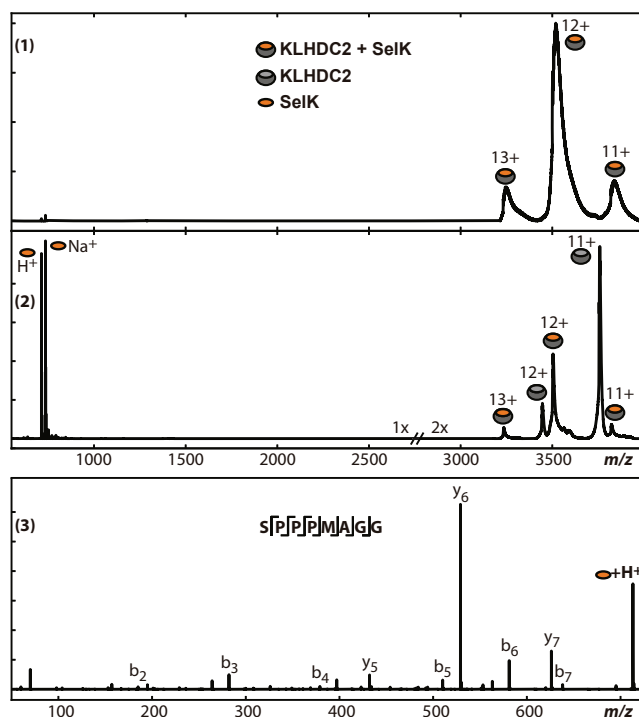 (1)
KLHDC2 + SelK
KLHDC2
SelK
12+
13+
11+
H⁺
Na⁺
(2)
11+
12+
12+
13+
11+
1x // 2x
1000 2000 2500 3000 3500 m/z
1500
(3)
SPPPMAGG
y₆
+H⁺
b₂
b₃
b₄
y₅
b₅
b₆
y₇
b₇
100 200 300 400 500 600 m/z